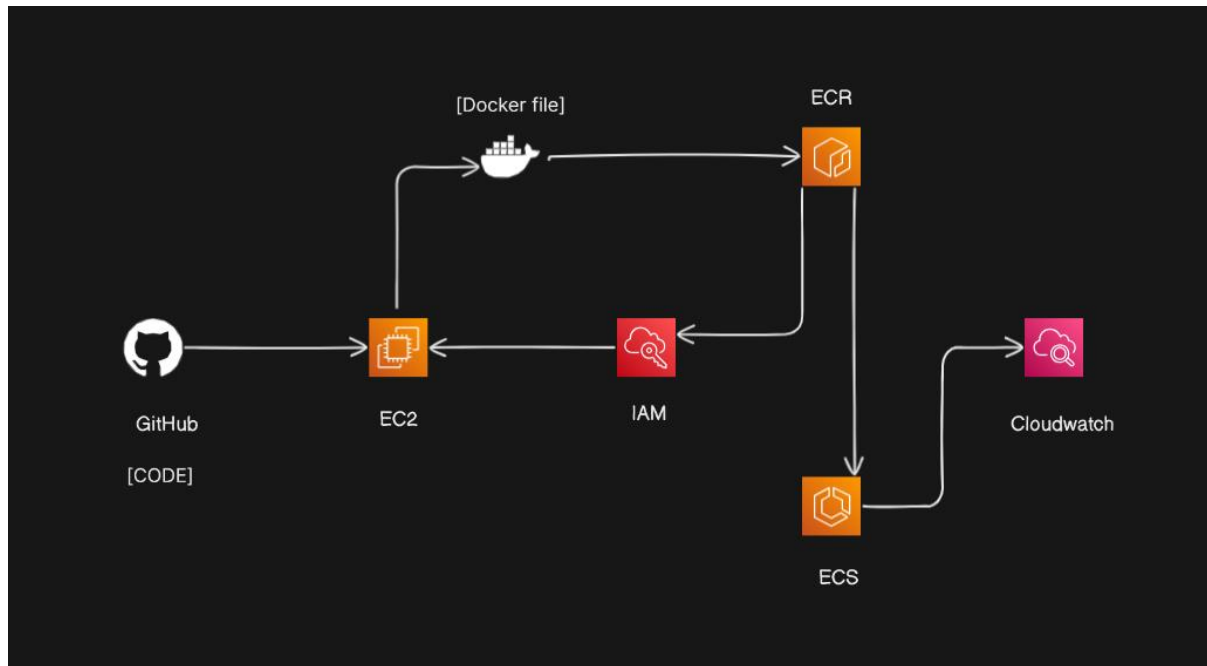 [Docker file]
ECR
GitHub
[CODE]
EC2
IAM
Cloudwatch
ECS